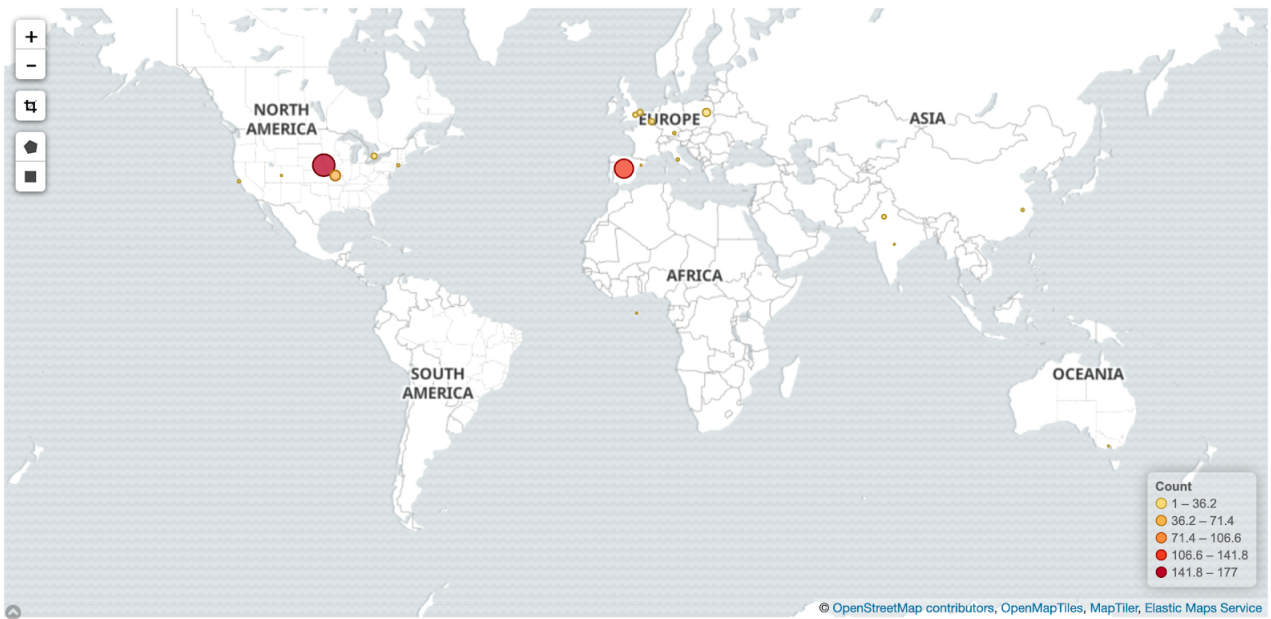 +
−
NORTH
AMERICA
EUROPE
ASIA
AFRICA
SOUTH
AMERICA
OCEANIA
Count
1 – 36.2
36.2 – 71.4
71.4 – 106.6
106.6 – 141.8
141.8 – 177
© OpenStreetMap contributors, OpenMapTiles, MapTiler, Elastic Maps Service